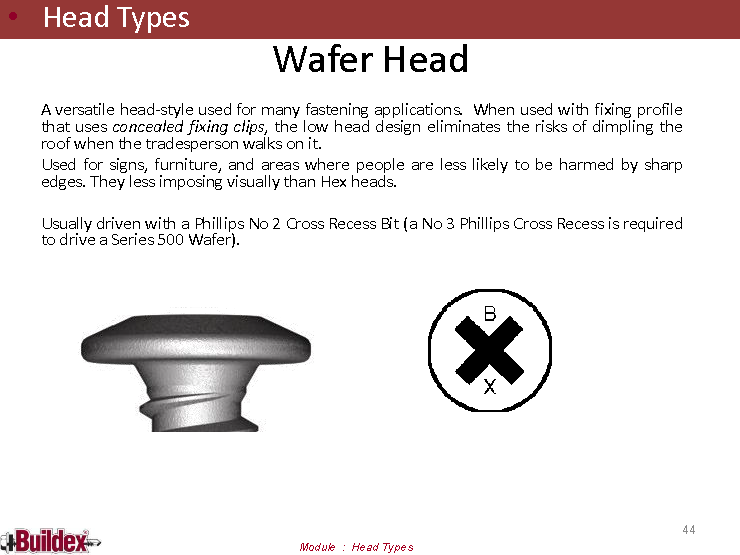 • Head Types
Wafer Head
A versatile head-style used for many fastening applications. When used with fixing profile
that uses concealed fixing clips, the low head design eliminates the risks of dimpling the
roof when the tradesperson walks on it.
Used for signs, furniture, and areas where people are less likely to be harmed by sharp
edges. They less imposing visually than Hex heads.
Usually driven with a Phillips No 2 Cross Recess Bit (a No 3 Phillips Cross Recess is required
to drive a Series 500 Wafer).
B
X
44
Buildex
Module : Head Types